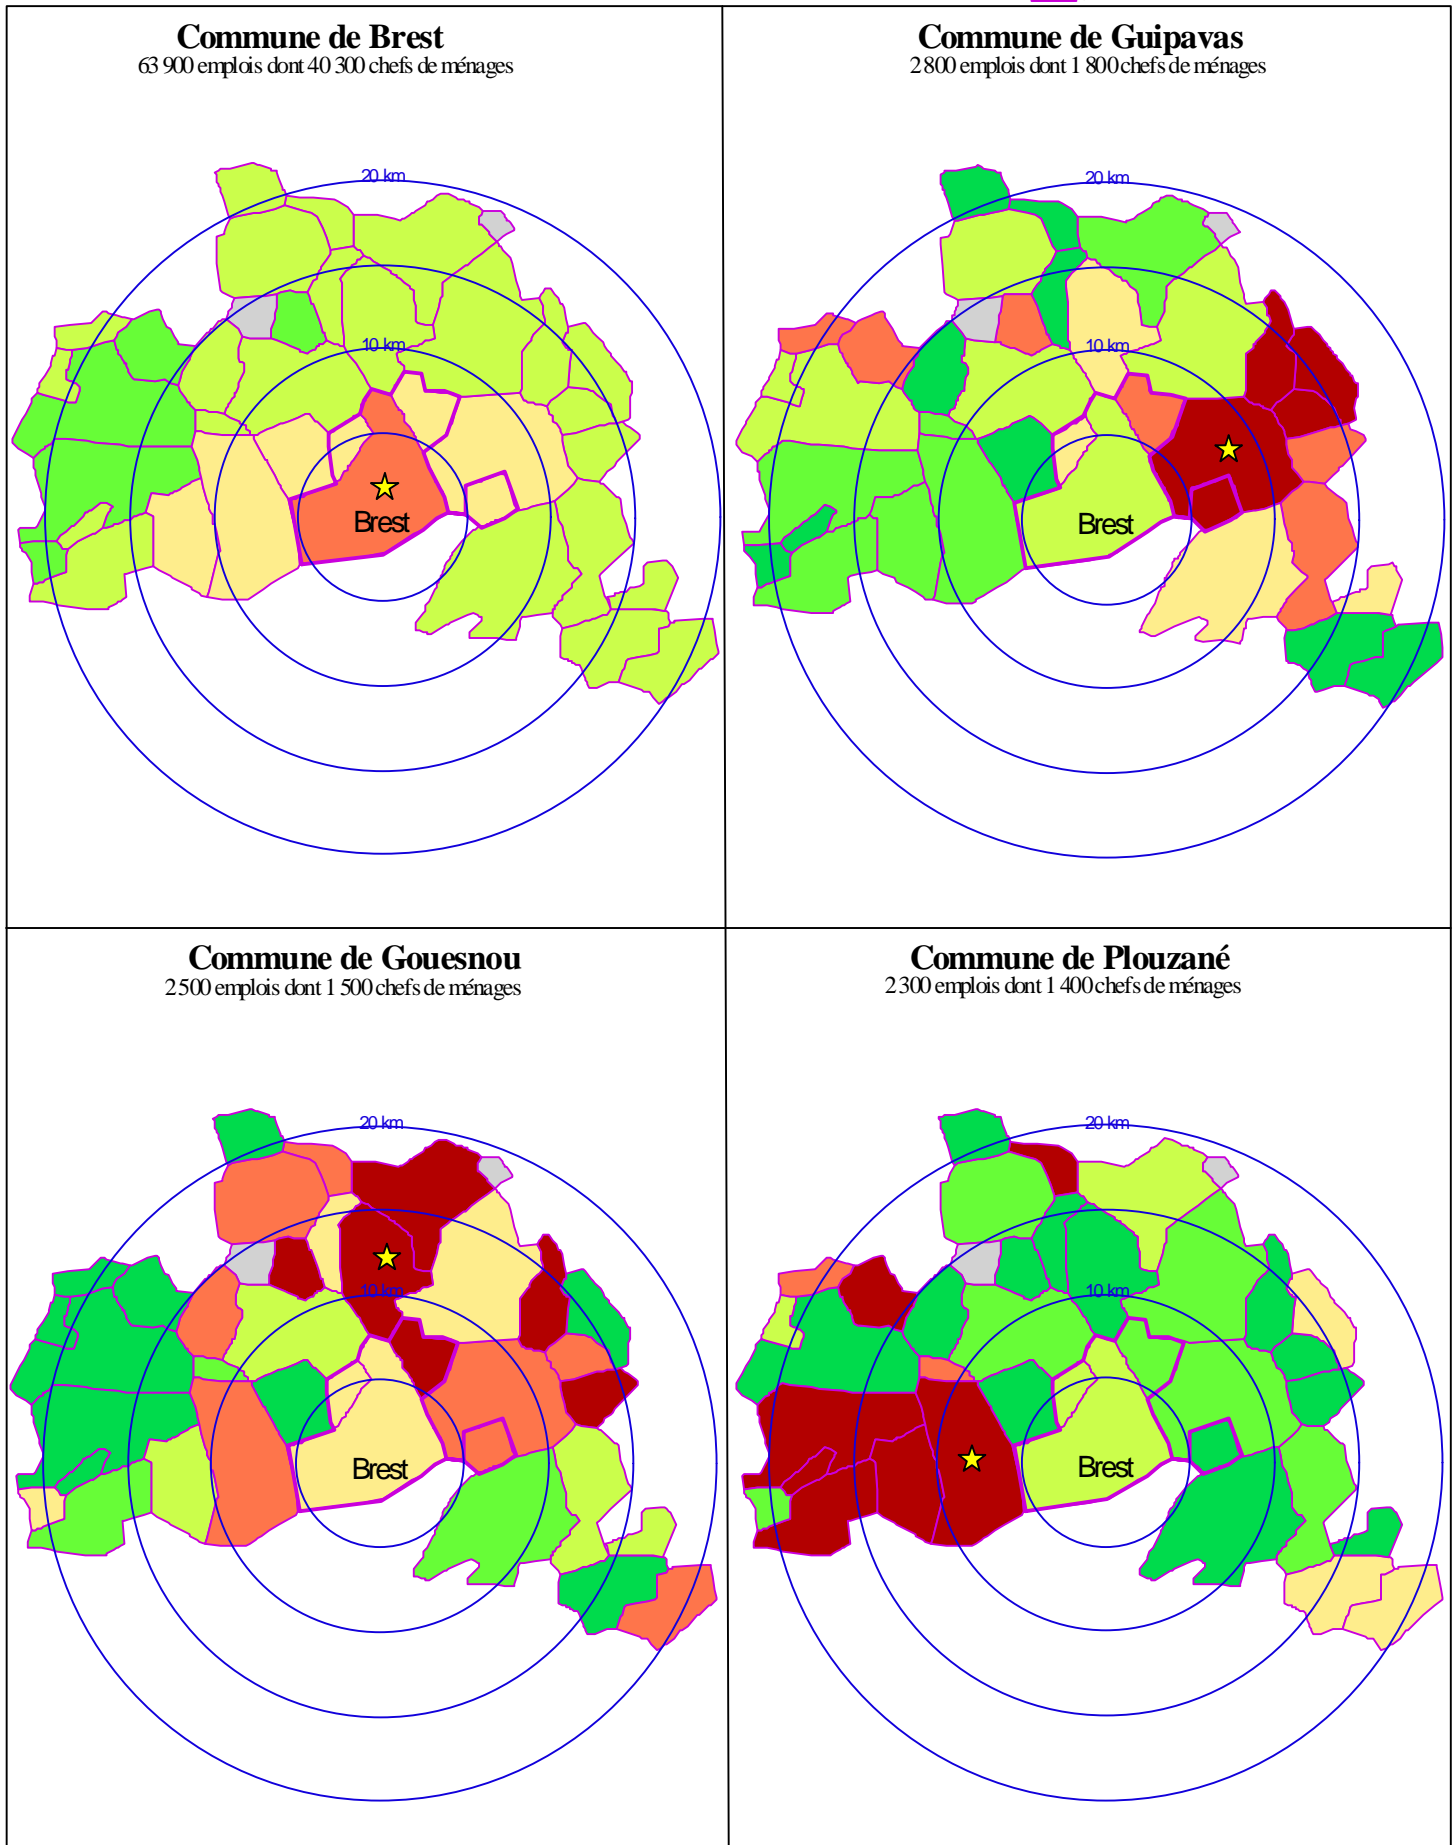 Commune de Brest
63 900 emplois dont 40 300 chefs de ménages
20 km
10 km
Brest
Commune de Guipavas
2 800 emplois dont 1 800 chefs de ménages
20 km
10 km
Brest
Commune de Gouesnou
2 500 emplois dont 1 500 chefs de ménages
20 km
10 km
Brest
Commune de Plouzané
2 300 emplois dont 1 400 chefs de ménages
20 km
10 km
Brest